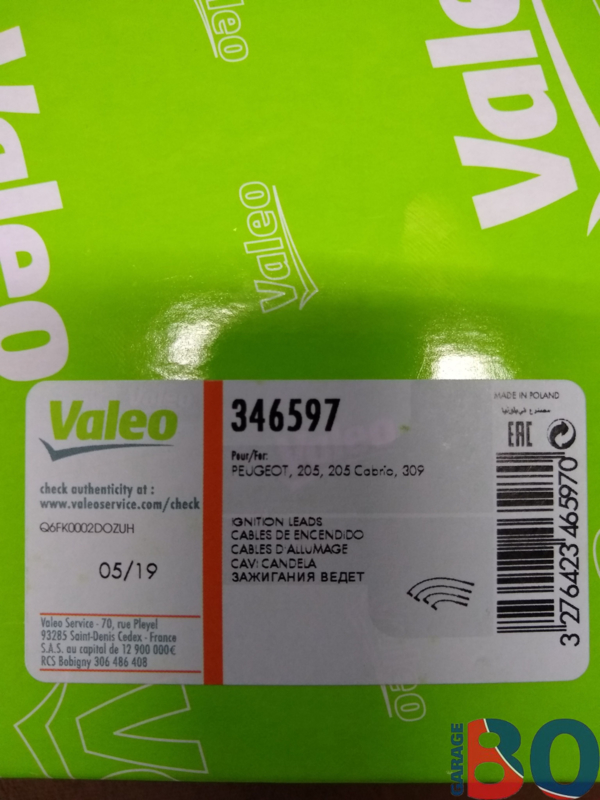 Valeo
Valeo
Valeo
Valeo
Valeo
check authenticity at :
www.valeoservice.com/check
Q6FK0002DOZUH
05/19
Valeo Service - 70, rue Pleyel
93285 Saint-Denis Cedex - France
S.A.S. au capital de 12 900 000€
RCS Bobigny 306 486 408
346597
Pour/For:
PEUGEOT, 205, 205 Cabrio, 309
IGNITION LEADS
CABLES DE ENCENDIDO
CABLES D'ALLUMAGE
CAVI CANDELA
ЗАЖИГАНИЯ ВЕДЕТ
MADE IN POLAND
EAC
3 276423 465970
GARAGE
BO